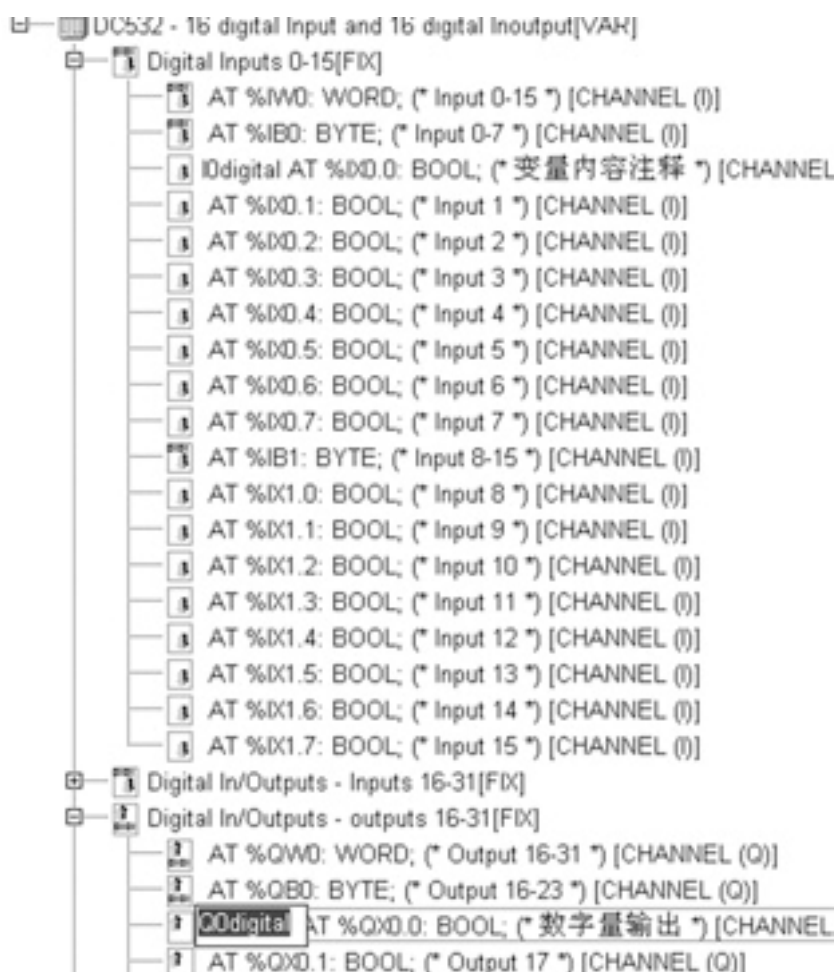 DC532 - 16 digital Input and 16 digital Inoutput[VAR]
Digital Inputs 0-15[FIX]
AT %IW0: WORD; (* Input 0-15 *) [CHANNEL (I)]
AT %IB0: BYTE; (* Input 0-7 *) [CHANNEL (I)]
I0digital AT %IX0.0: BOOL; (* 变量内容注释 *) [CHANNEL
AT %IX0.1: BOOL; (* Input 1 *) [CHANNEL (I)]
AT %IX0.2: BOOL; (* Input 2 *) [CHANNEL (I)]
AT %IX0.3: BOOL; (* Input 3 *) [CHANNEL (I)]
AT %IX0.4: BOOL; (* Input 4 *) [CHANNEL (I)]
AT %IX0.5: BOOL; (* Input 5 *) [CHANNEL (I)]
AT %IX0.6: BOOL; (* Input 6 *) [CHANNEL (I)]
AT %IX0.7: BOOL; (* Input 7 *) [CHANNEL (I)]
AT %IB1: BYTE; (* Input 8-15 *) [CHANNEL (I)]
AT %IX1.0: BOOL; (* Input 8 *) [CHANNEL (I)]
AT %IX1.1: BOOL; (* Input 9 *) [CHANNEL (I)]
AT %IX1.2: BOOL; (* Input 10 *) [CHANNEL (I)]
AT %IX1.3: BOOL; (* Input 11 *) [CHANNEL (I)]
AT %IX1.4: BOOL; (* Input 12 *) [CHANNEL (I)]
AT %IX1.5: BOOL; (* Input 13 *) [CHANNEL (I)]
AT %IX1.6: BOOL; (* Input 14 *) [CHANNEL (I)]
AT %IX1.7: BOOL; (* Input 15 *) [CHANNEL (I)]
Digital In/Outputs - Inputs 16-31[FIX]
Digital In/Outputs - outputs 16-31[FIX]
AT %QW0: WORD; (* Output 16-31 *) [CHANNEL (Q)]
AT %QB0: BYTE; (* Output 16-23 *) [CHANNEL (Q)]
Q0digital AT %QX0.0: BOOL; (* 数字量输出 *) [CHANNEL
AT %QX0.1: BOOL; (* Output 17 *) [CHANNEL (Q)]